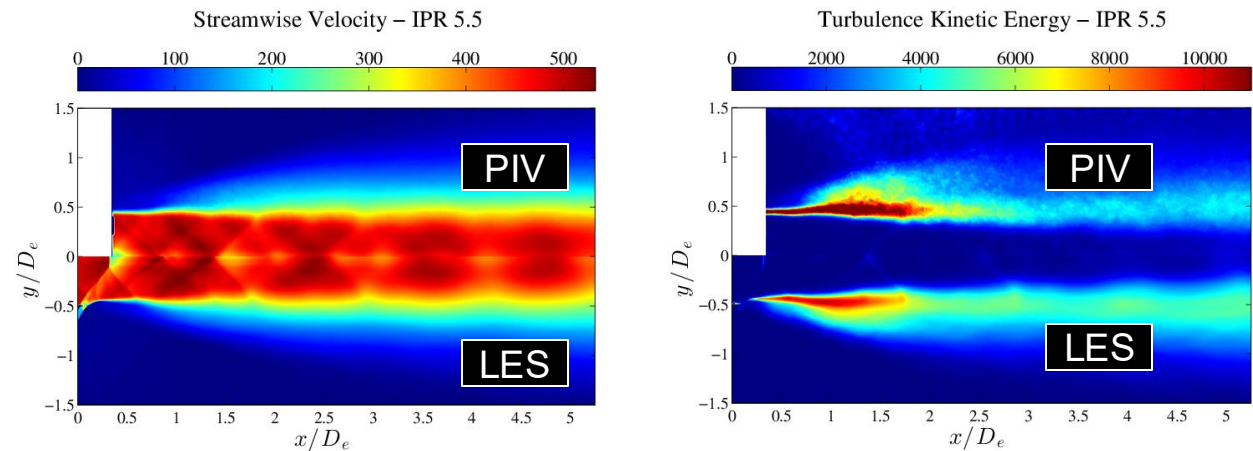 Streamwise Velocity – IPR 5.5
0 100 200 300 400 500
1.5
1
0.5
0
−0.5
−1
−1.5
y/D_e
PIV
LES
0 0.5 1 1.5 2 2.5 3 3.5 4 4.5 5
x/D_e
Turbulence Kinetic Energy – IPR 5.5
0 2000 4000 6000 8000 10000
1.5
1
0.5
0
−0.5
−1
−1.5
y/D_e
PIV
LES
0 0.5 1 1.5 2 2.5 3 3.5 4 4.5 5
x/D_e